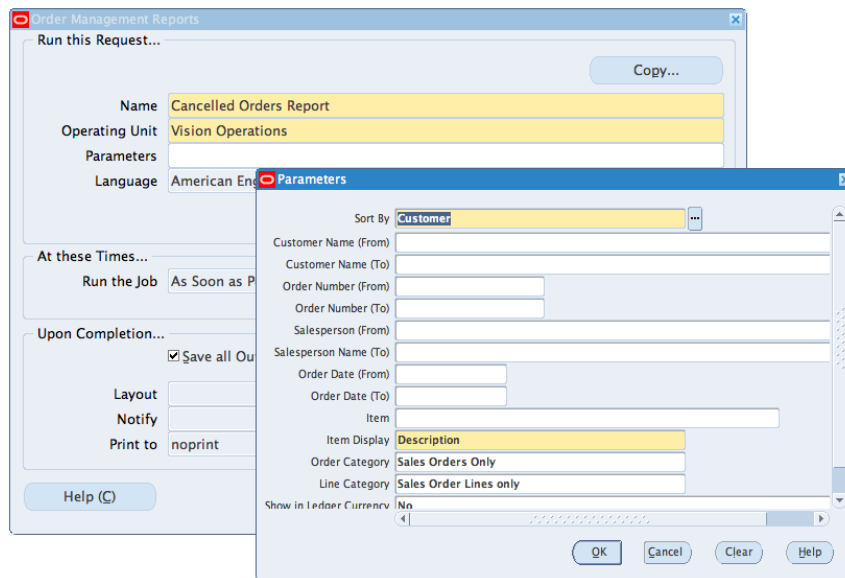 Order Management Reports
Run this Request...
Copy...
Name Cancelled Orders Report
Operating Unit Vision Operations
Parameters
Language American Eng
At these Times...
Run the Job As Soon as P
Upon Completion...
Save all Ou
Layout
Notify
Print to noprint
Help (C)
Parameters
Sort By Customer ...
Customer Name (From)
Customer Name (To)
Order Number (From)
Order Number (To)
Salesperson (From)
Salesperson Name (To)
Order Date (From)
Order Date (To)
Item
Item Display Description
Order Category Sales Orders Only
Line Category Sales Order Lines only
Show in Ledger Currency No
OK Cancel Clear Help